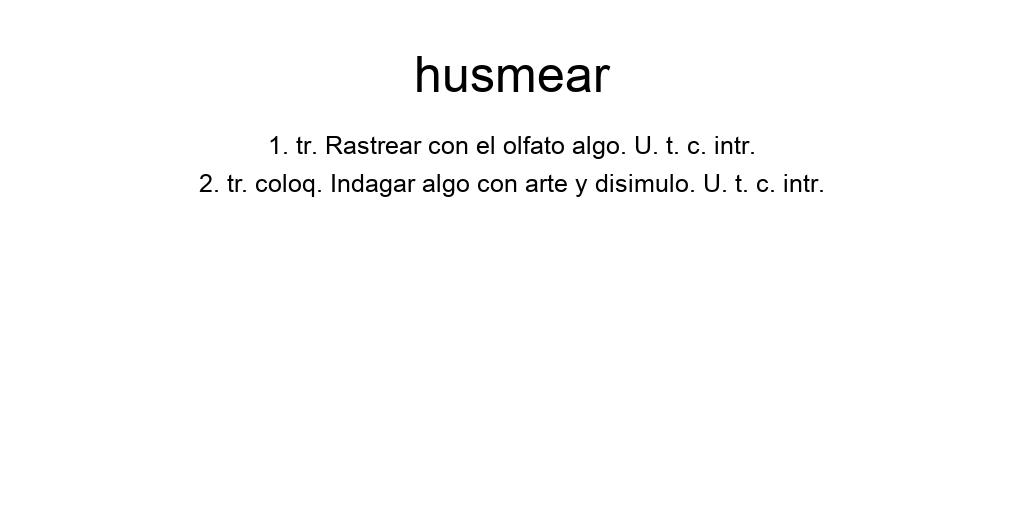 husmear
1. tr. Rastrear con el olfato algo. U. t. c. intr.
2. tr. coloq. Indagar algo con arte y disimulo. U. t. c. intr.